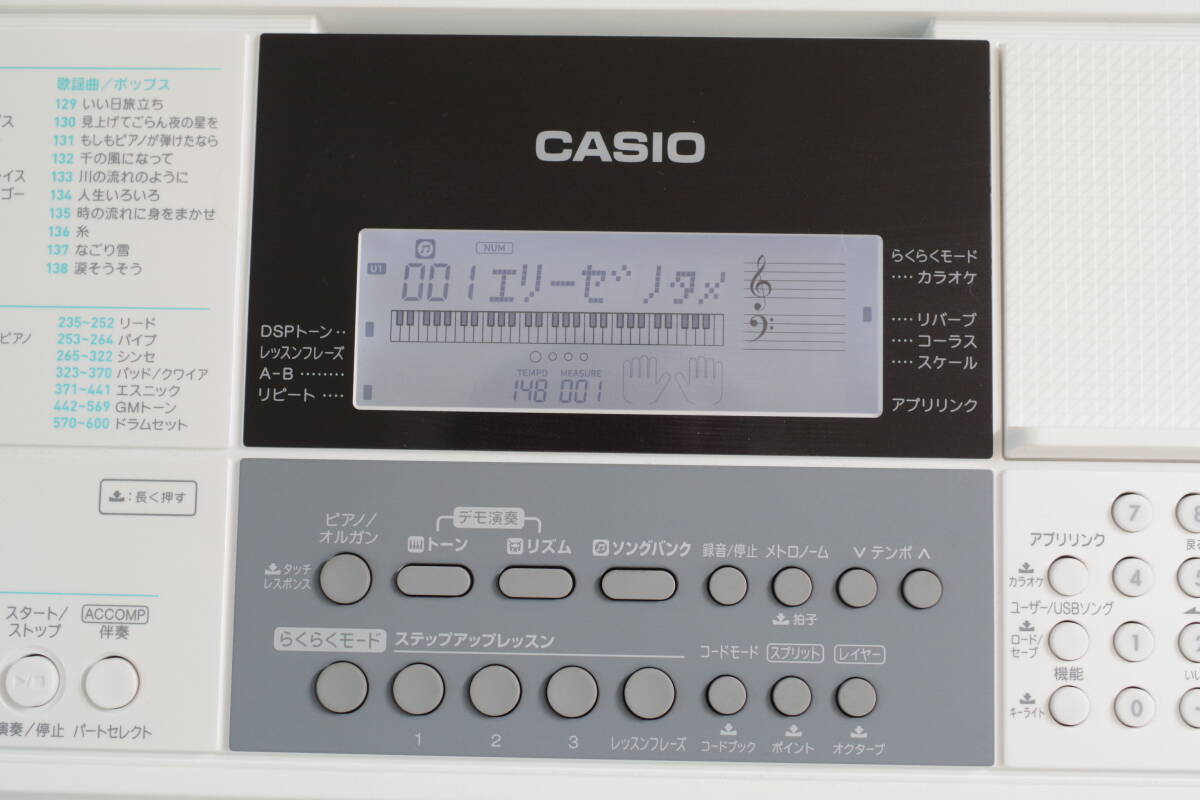 歌謡曲/ポップス
129 いい日旅立ち
130 見上げてごらん夜の星を
131 もしもピアノが弾けたなら
132 千の風になって
133 川の流れのように
134 人生いろいろ
135 時の流れに身をまかせ
136 糸
137 なごり雪
138 涙そうそう
235~252 リード
ピアノ
253~264 パイプ
265~322 シンセ
323~370 パッド/クワイア
371~441 エスニック
442~569 GMトーン
570~600 ドラムセット
CASIO
NUM
U1
001エリーゼノタメ
TEMPO MEASURE
148 001
DSPトーン
レッスンフレーズ
A-B
リピート
らくらくモード
カラオケ
リバーブ
コーラス
スケール
アプリリンク
:長く押す
スタート/
ストップ
ACCOMP
伴奏
演奏/停止 パートセレクト
ピアノ/
オルガン
デモ演奏
トーン リズム ソングバンク 録音/停止 メトロノーム ∨ テンポ ∧
タッチ
レスポンス
拍子
らくらくモード ステップアップレッスン コードモード スプリット レイヤー
1 2 3 レッスンフレーズ コードブック ポイント オクターブ
7 8
アプリリンク
カラオケ
4
ユーザー/USBソング
ロード/
セーブ
1
機能
キーライト
0